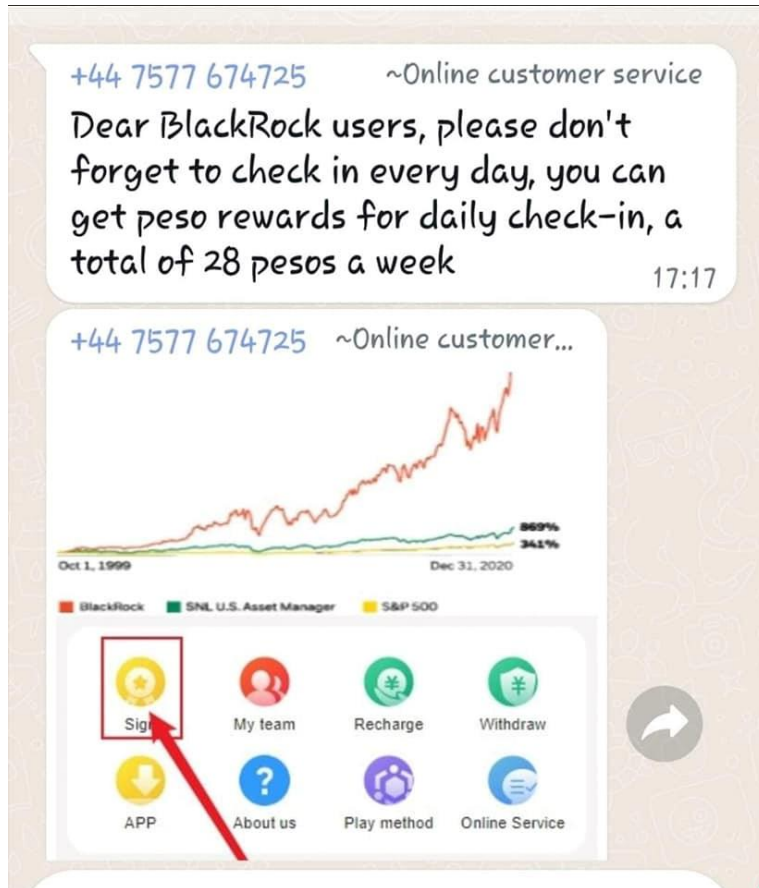 +44 7577 674725 ~Online customer service
Dear BlackRock users, please don't
forget to check in every day, you can
get peso rewards for daily check-in, a
total of 28 pesos a week
17:17
+44 7577 674725 ~Online customer...
869%
341%
Oct 1, 1999 Dec 31, 2020
BlackRock SNL U.S. Asset Manager S&P 500
Sign My team Recharge Withdraw
APP About us Play method Online Service